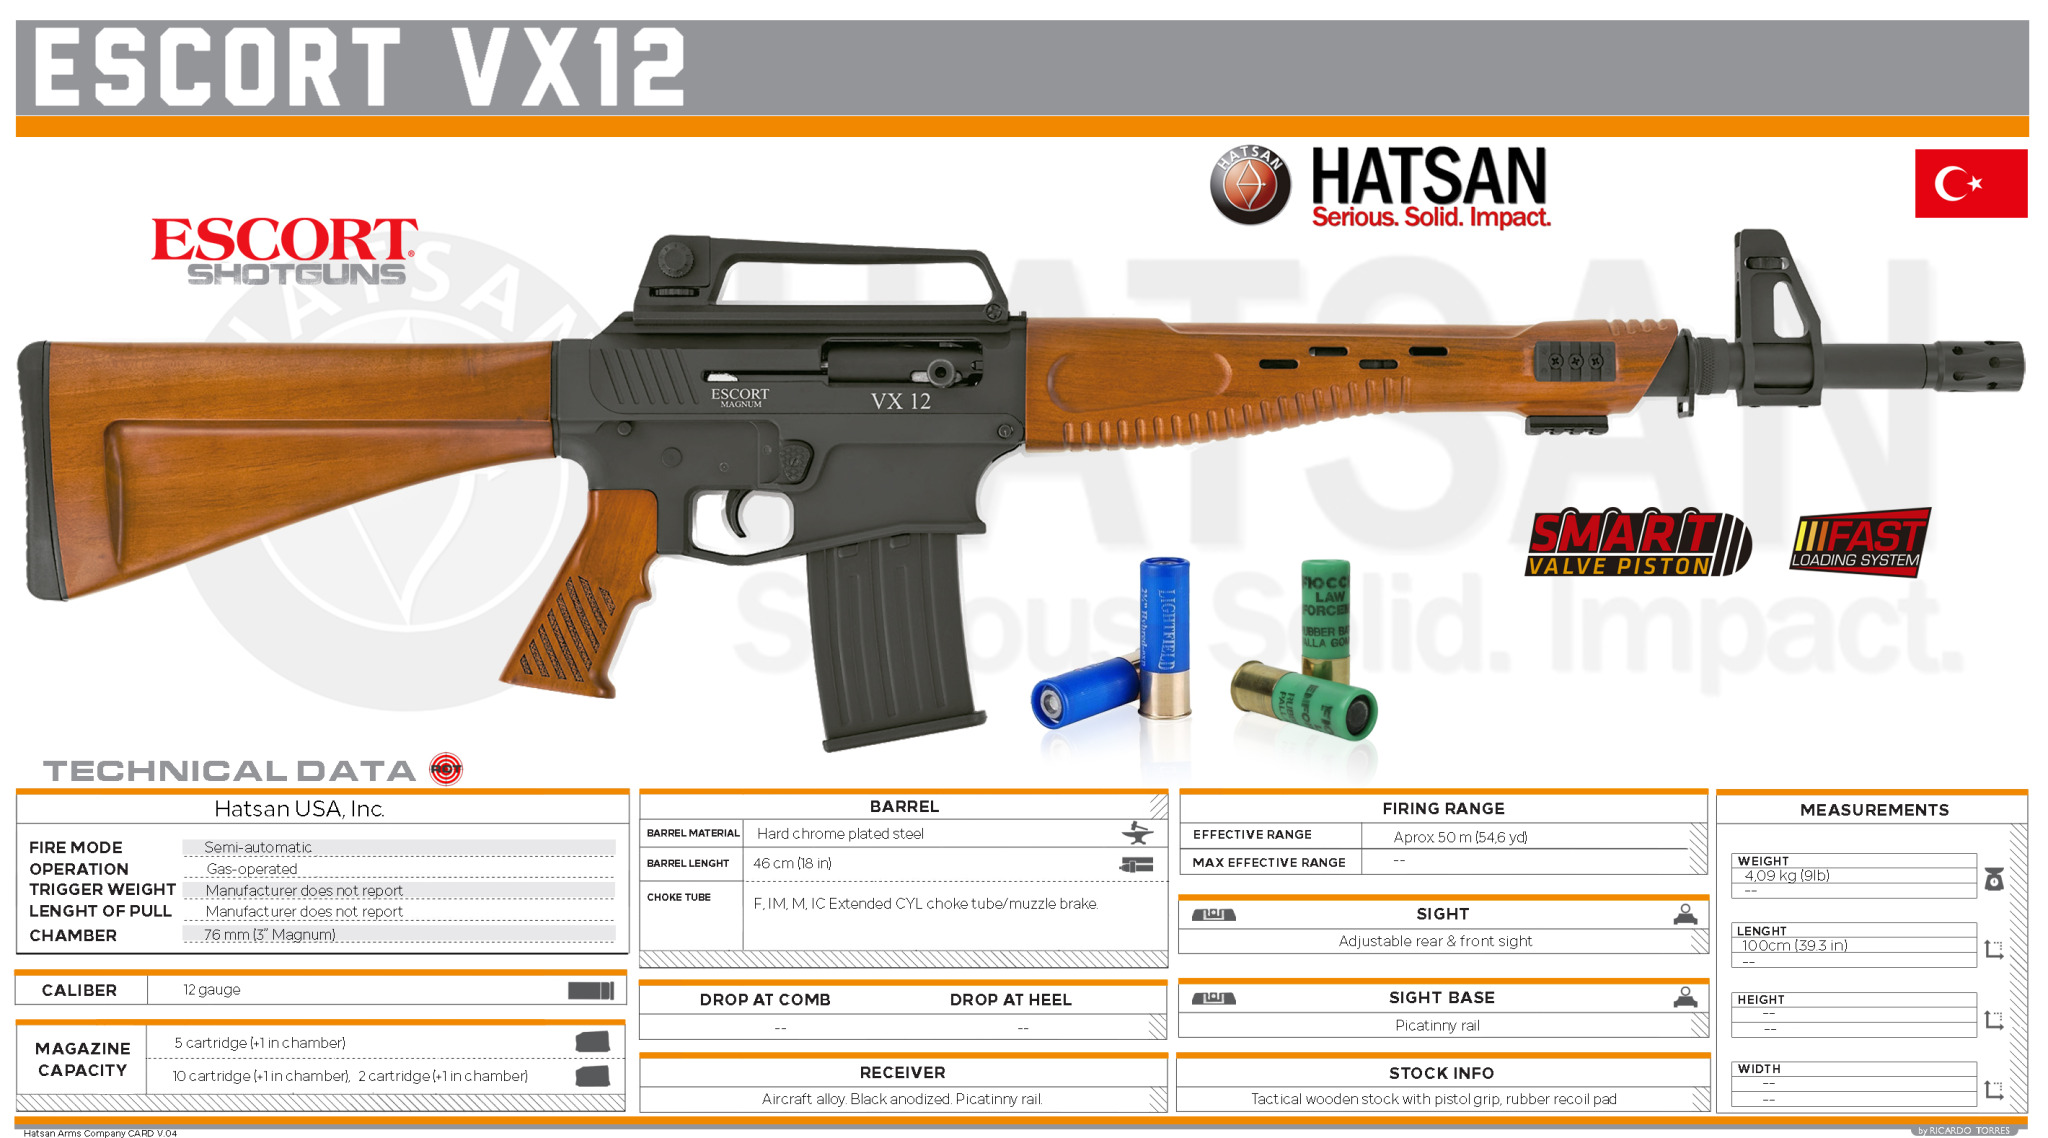 ESCORT VX12
HATSAN
HATSAN
Serious. Solid. Impact.
ESCORT
SHOTGUNS
HATSAN
HATSAN
Serious. Solid. Impact.
ESCORT
MAGNUM
VX 12
SMART
VALVE PISTON
FAST
LOADING SYSTEM
LIGHTFIELD
LAW
TECHNICAL DATA
Hatsan USA, Inc.
FIRE MODE Semi-automatic
OPERATION Gas-operated
TRIGGER WEIGHT Manufacturer does not report
LENGHT OF PULL Manufacturer does not report
CHAMBER 76 mm (3” Magnum)
CALIBER 12 gauge
MAGAZINE CAPACITY
5 cartridge (+1 in chamber)
10 cartridge (+1 in chamber), 2 cartridge (+1 in chamber)
BARREL
BARREL MATERIAL Hard chrome plated steel
BARREL LENGHT 46 cm (18 in)
CHOKE TUBE F, IM, M, IC Extended CYL choke tube/muzzle brake.
DROP AT COMB DROP AT HEEL
-- --
RECEIVER
Aircraft alloy. Black anodized. Picatinny rail.
FIRING RANGE
EFFECTIVE RANGE Aprox 50 m (54,6 yd)
MAX EFFECTIVE RANGE --
SIGHT
Adjustable rear & front sight
SIGHT BASE
Picatinny rail
STOCK INFO
Tactical wooden stock with pistol grip, rubber recoil pad
MEASUREMENTS
WEIGHT
4,09 kg (9lb)
--
LENGHT
100cm (39.3 in)
--
HEIGHT
--
--
WIDTH
--
--
Hatsan Arms Company CARD V.04
by RICARDO TORRES